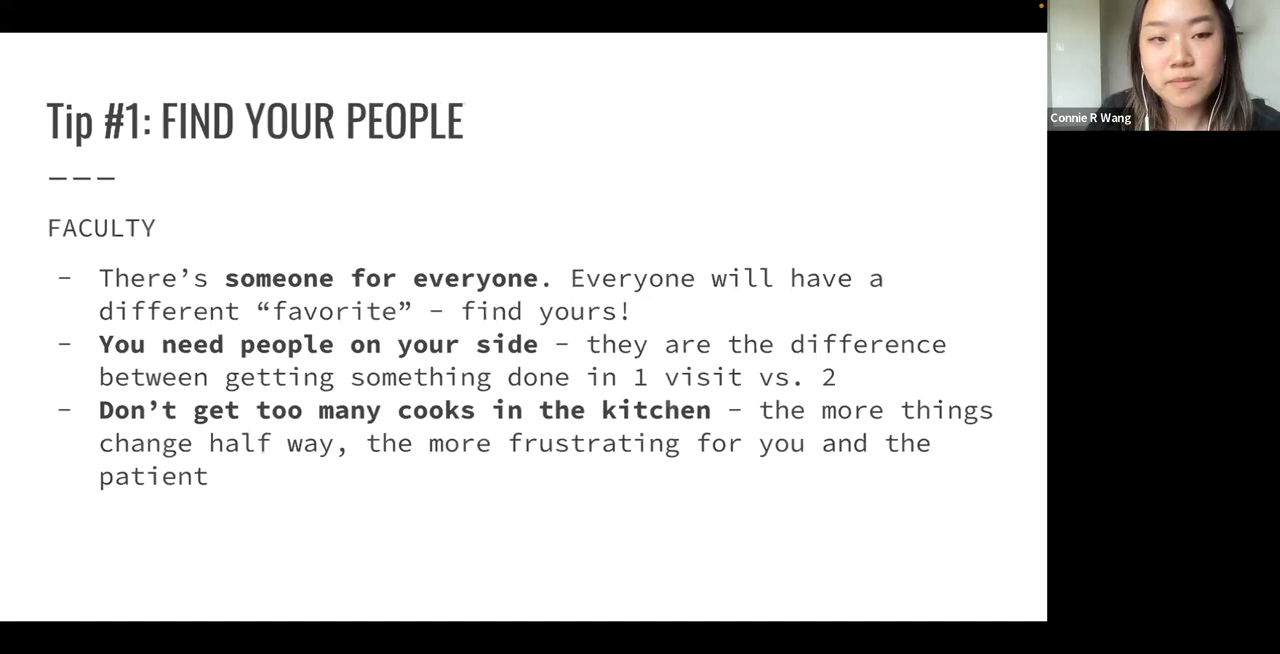 Tip #1: FIND YOUR PEOPLE
FACULTY
- There’s someone for everyone. Everyone will have a
different “favorite” - find yours!
- You need people on your side - they are the difference
between getting something done in 1 visit vs. 2
- Don’t get too many cooks in the kitchen - the more things
change half way, the more frustrating for you and the
patient
Connie R Wang